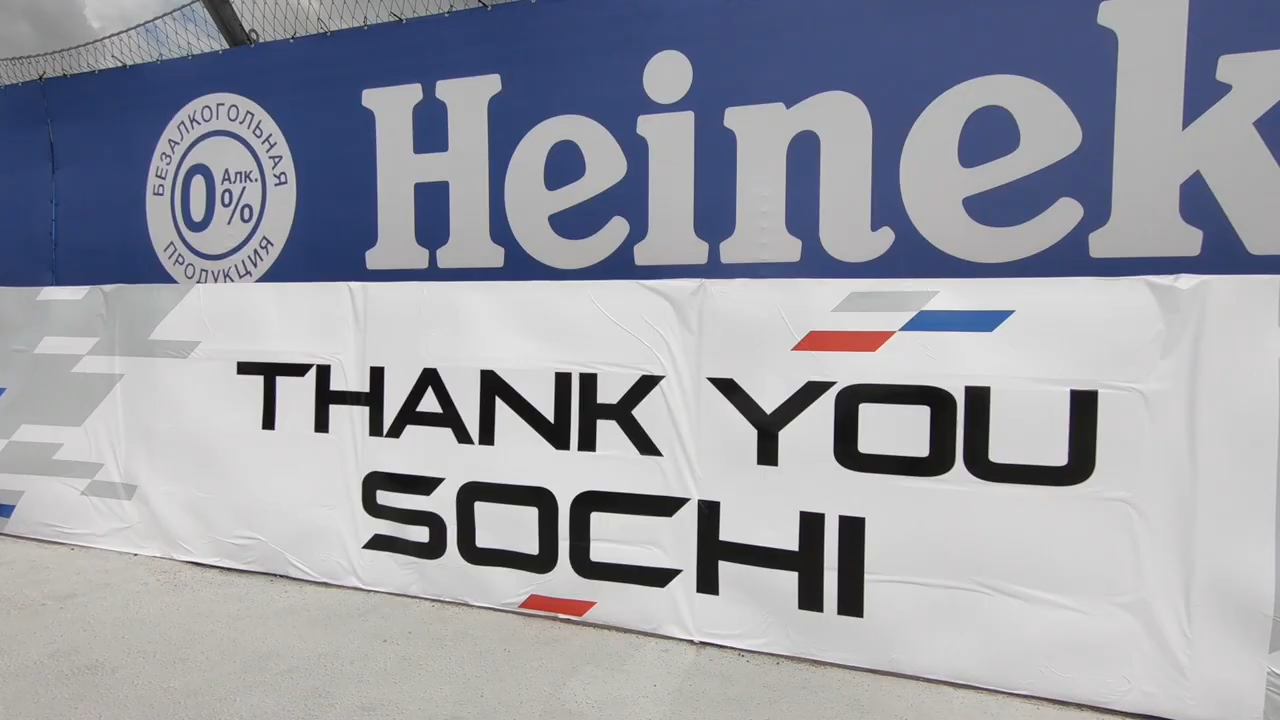 БЕЗАЛКОГОЛЬНАЯ
0% Алк.
ПРОДУКЦИЯ
Heinek
THANK YOU
SOCHI